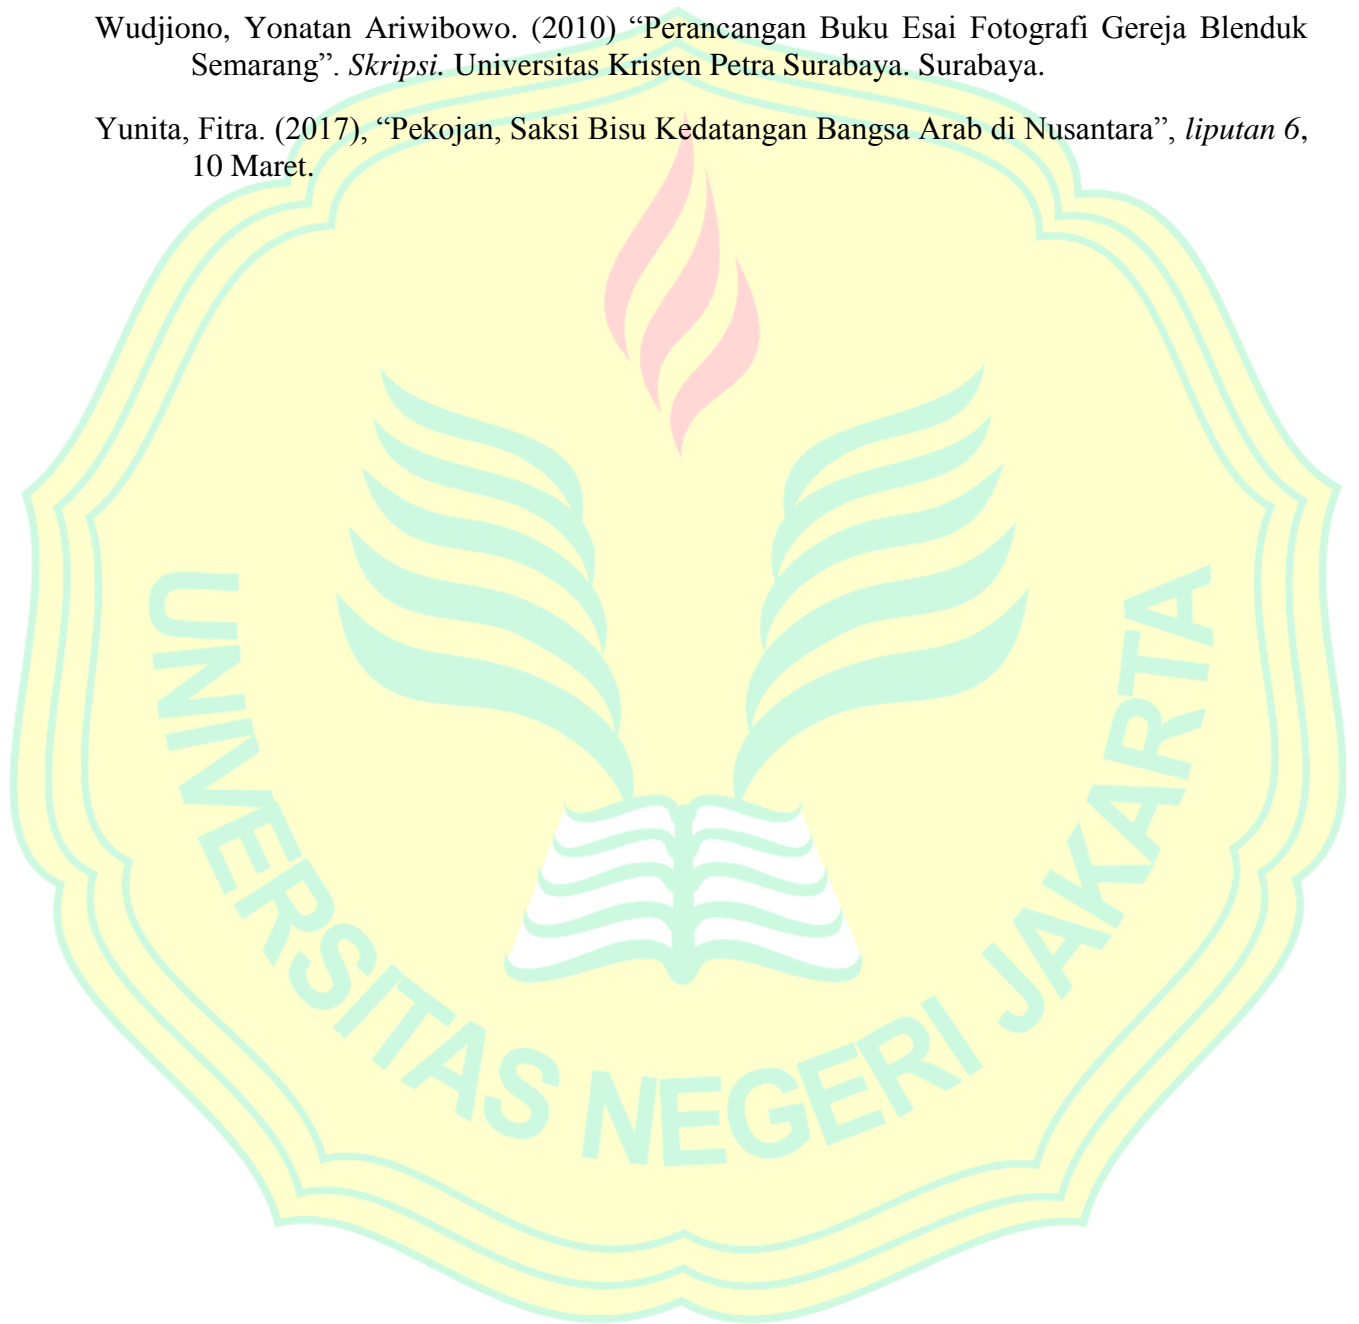 Wudjiono, Yonatan Ariwibowo. (2010) “Perancangan Buku Esai Fotografi Gereja Blenduk
Semarang”. Skripsi. Universitas Kristen Petra Surabaya. Surabaya.
Yunita, Fitra. (2017), “Pekojan, Saksi Bisu Kedatangan Bangsa Arab di Nusantara”, liputan 6,
10 Maret.
UNIVERSITAS NEGERI JAKARTA